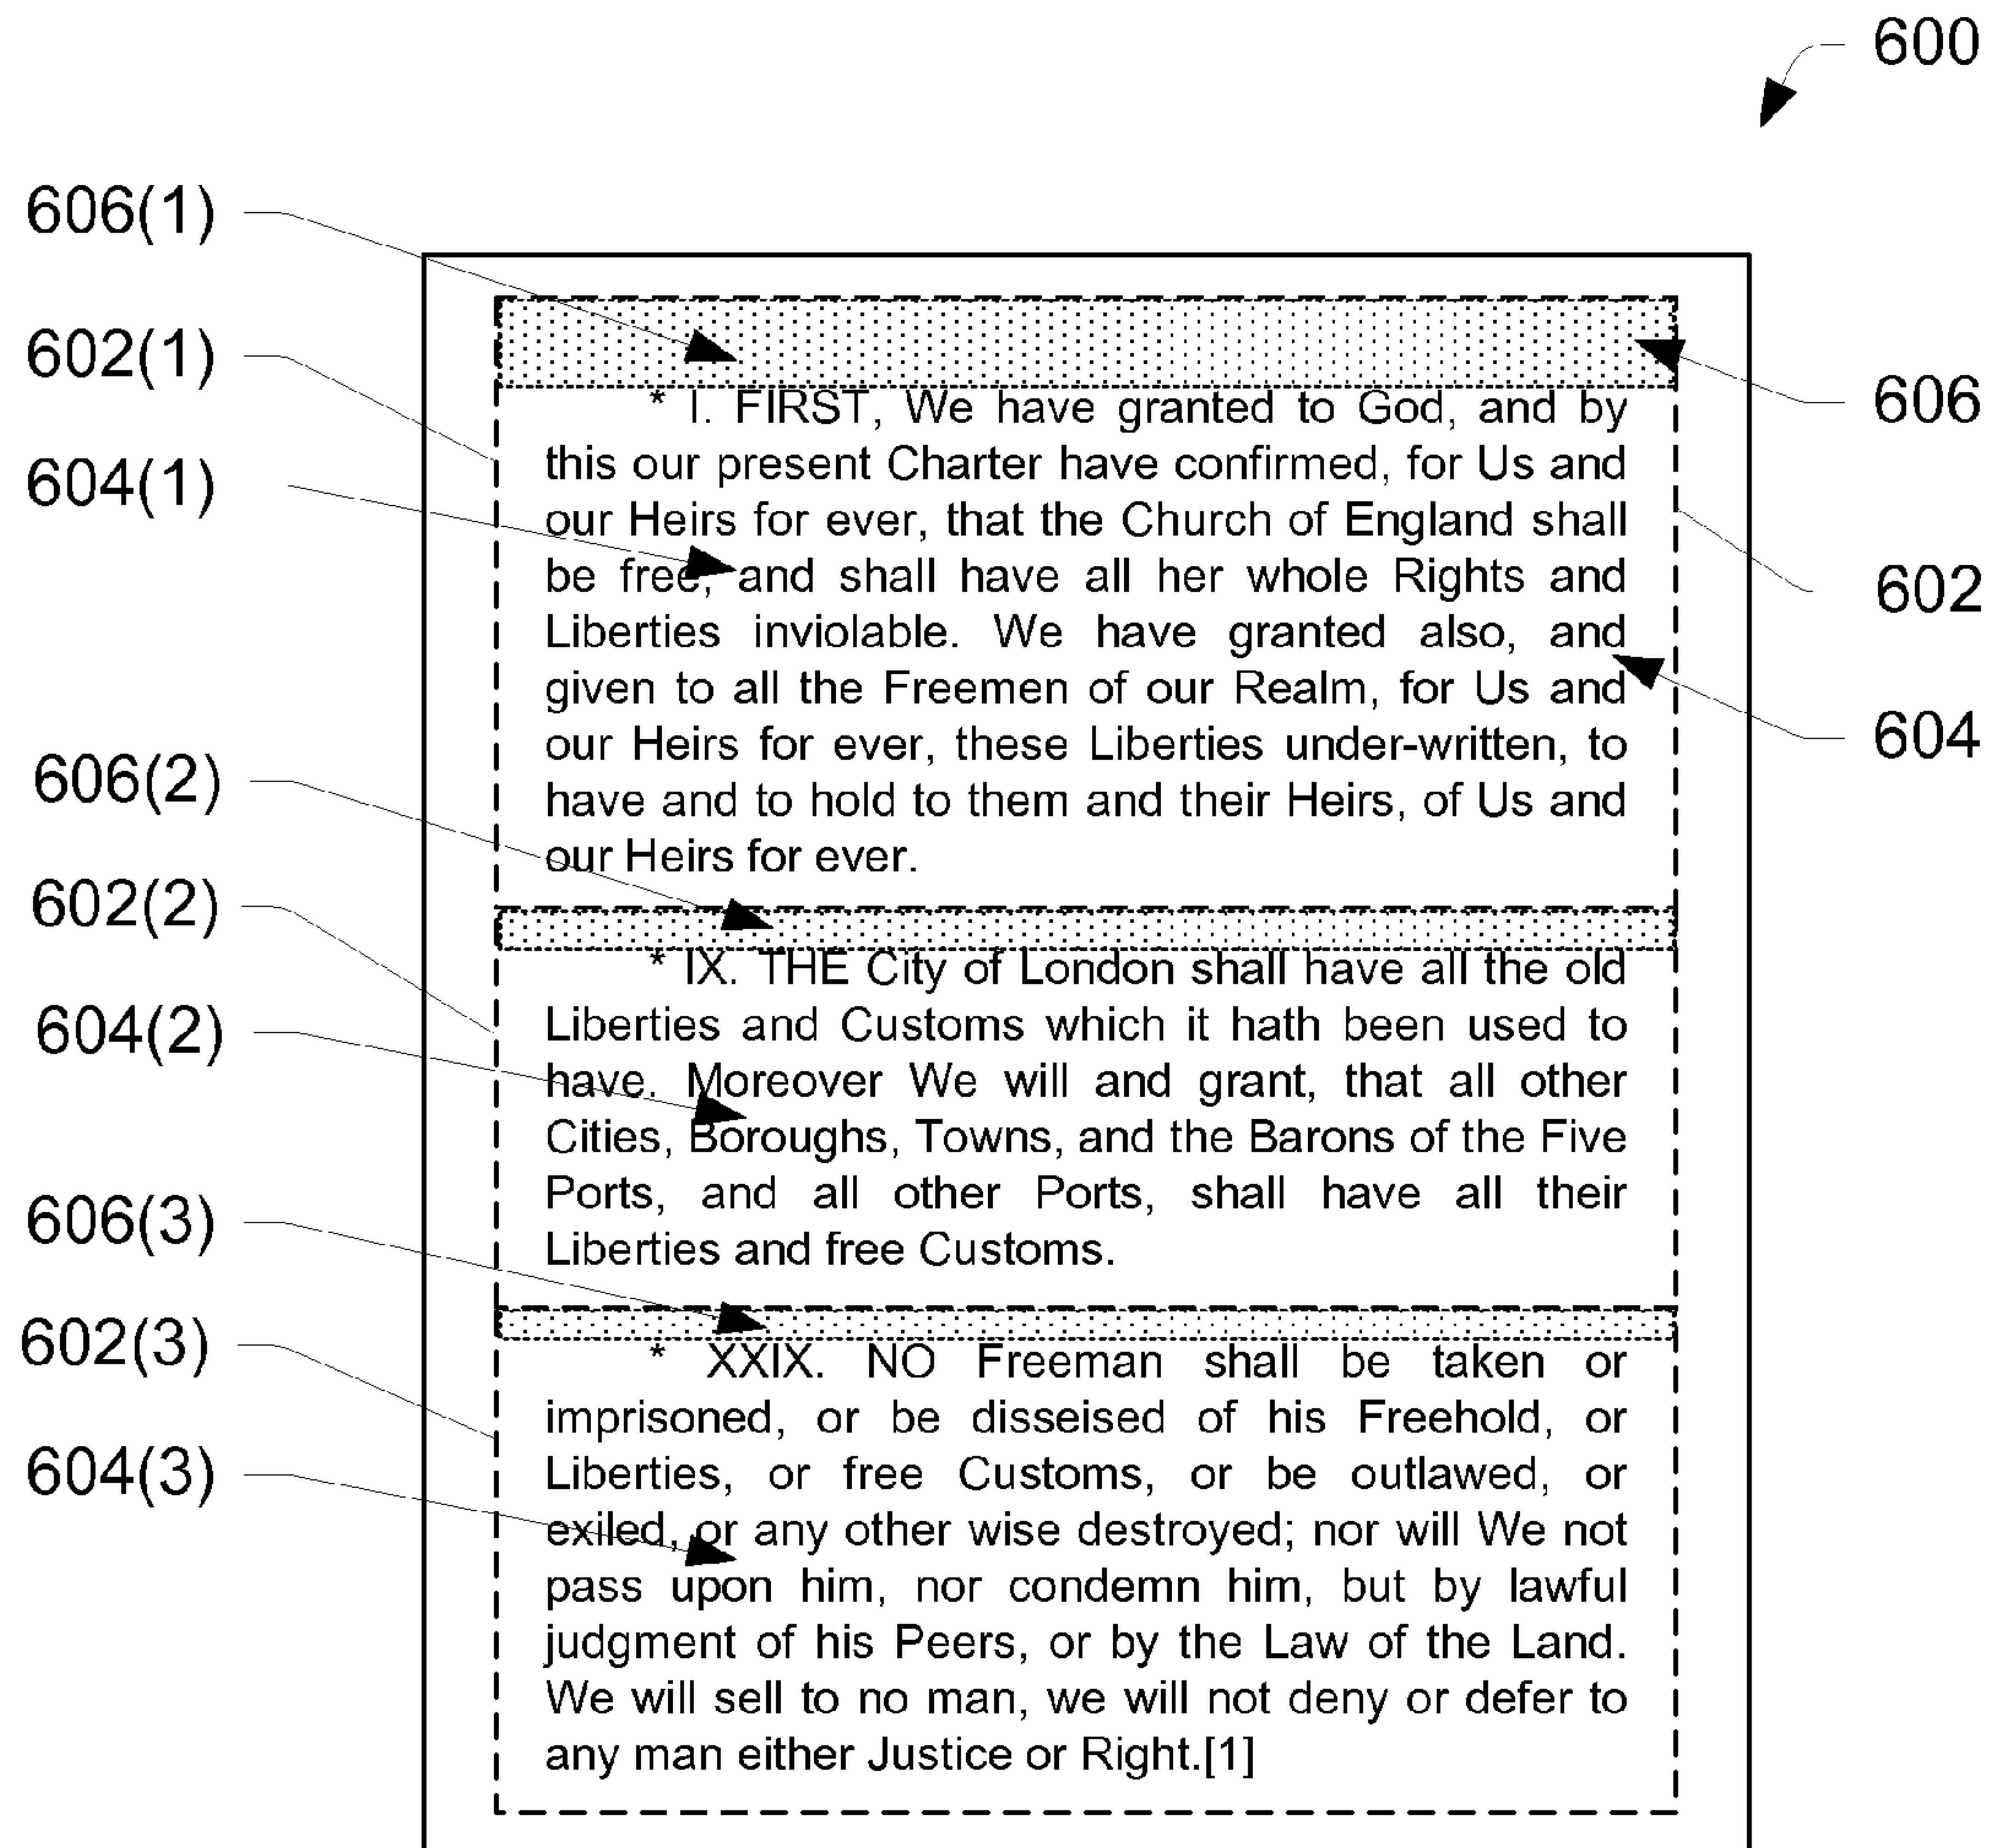 600
606(1)
602(1)
606
* I. FIRST, We have granted to God, and by
this our present Charter have confirmed, for Us and
604(1)
our Heirs for ever, that the Church of England shall
be free, and shall have all her whole Rights and
602
Liberties inviolable. We have granted also, and
given to all the Freemen of our Realm, for Us and
our Heirs for ever, these Liberties under-written, to
604
606(2)
have and to hold to them and their Heirs, of Us and
our Heirs for ever.
602(2)
* IX. THE City of London shall have all the old
Liberties and Customs which it hath been used to
604(2)
have. Moreover We will and grant, that all other
Cities, Boroughs, Towns, and the Barons of the Five
Ports, and all other Ports, shall have all their
606(3)
Liberties and free Customs.
602(3)
* XXIX. NO Freeman shall be taken or
imprisoned, or be disseised of his Freehold, or
Liberties, or free Customs, or be outlawed, or
604(3)
exiled, or any other wise destroyed; nor will We not
pass upon him, nor condemn him, but by lawful
judgment of his Peers, or by the Law of the Land.
We will sell to no man, we will not deny or defer to
any man either Justice or Right.[1]